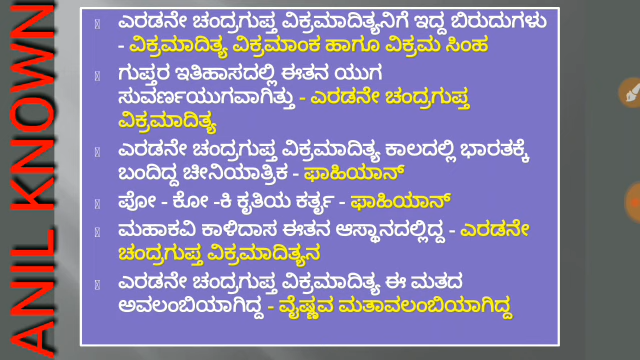 ANIL KNOWN
ಎರಡನೇ ಚಂದ್ರಗುಪ್ತ ವಿಕ್ರಮಾದಿತ್ಯನಿಗೆ ಇದ್ದ ಬಿರುದುಗಳು
- ವಿಕ್ರಮಾದಿತ್ಯ ವಿಕ್ರಮಾಂಕ ಹಾಗೂ ವಿಕ್ರಮ ಸಿಂಹ
ಗುಪ್ತರ ಇತಿಹಾಸದಲ್ಲಿ ಈತನ ಯುಗ
ಸುವರ್ಣಯುಗವಾಗಿತ್ತು - ಎರಡನೇ ಚಂದ್ರಗುಪ್ತ
ವಿಕ್ರಮಾದಿತ್ಯ
ಎರಡನೇ ಚಂದ್ರಗುಪ್ತ ವಿಕ್ರಮಾದಿತ್ಯ ಕಾಲದಲ್ಲಿ ಭಾರತಕ್ಕೆ
ಬಂದಿದ್ದ ಚೀನಿಯಾತ್ರಿಕ - ಫಾಹಿಯಾನ್
ಪೋ - ಕೋ -ಕಿ ಕೃತಿಯ ಕರ್ತೃ - ಫಾಹಿಯಾನ್
ಮಹಾಕವಿ ಕಾಳಿದಾಸ ಈತನ ಆಸ್ಥಾನದಲ್ಲಿದ್ದ - ಎರಡನೇ
ಚಂದ್ರಗುಪ್ತ ವಿಕ್ರಮಾದಿತ್ಯನ
ಎರಡನೇ ಚಂದ್ರಗುಪ್ತ ವಿಕ್ರಮಾದಿತ್ಯ ಈ ಮತದ
ಅವಲಂಬಿಯಾಗಿದ್ದ - ವೈಷ್ಣವ ಮತಾವಲಂಬಿಯಾಗಿದ್ದ